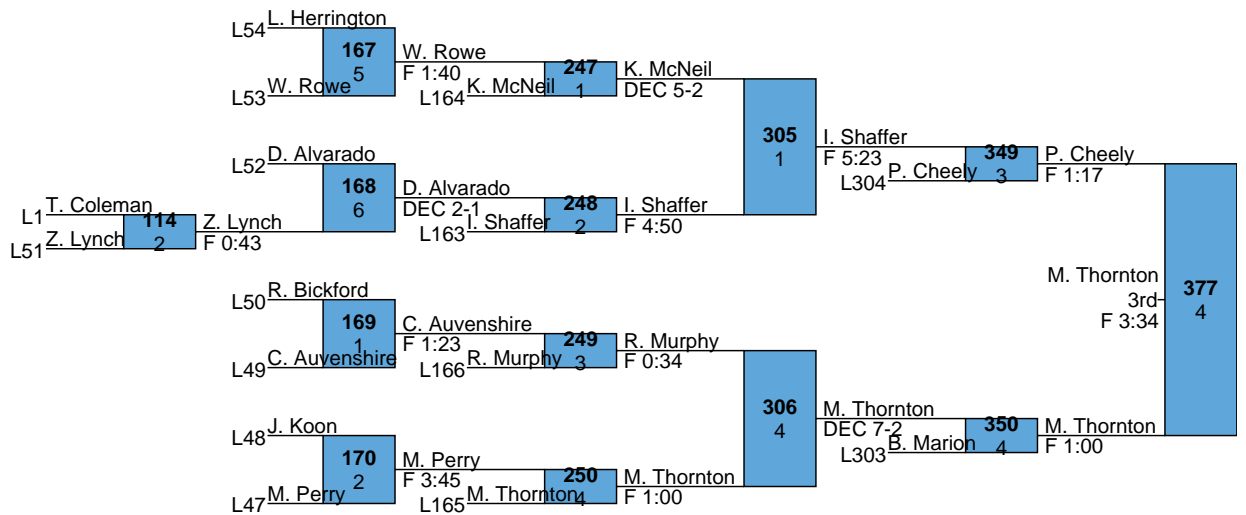 L54 L. Herrington
167
5
W. Rowe
F 1:40
L53 W. Rowe
247
1
L164 K. McNeil
K. McNeil
DEC 5-2
305
1
L52 D. Alvarado
168
6
D. Alvarado
DEC 2-1
L1 T. Coleman
114
2
L51 Z. Lynch
Z. Lynch
F 0:43
248
2
L163 I. Shaffer
I. Shaffer
F 4:50
I. Shaffer
F 5:23
349
3
L304 P. Cheely
P. Cheely
F 1:17
L50 R. Bickford
169
1
C. Auvenshire
F 1:23
L49 C. Auvenshire
249
3
L166 R. Murphy
R. Murphy
F 0:34
306
4
L48 J. Koon
170
2
M. Perry
F 3:45
L47 M. Perry
250
4
L165 M. Thornton
M. Thornton
F 1:00
M. Thornton
DEC 7-2
350
4
L303 B. Marion
M. Thornton
F 1:00
377
4
M. Thornton
3rd
F 3:34